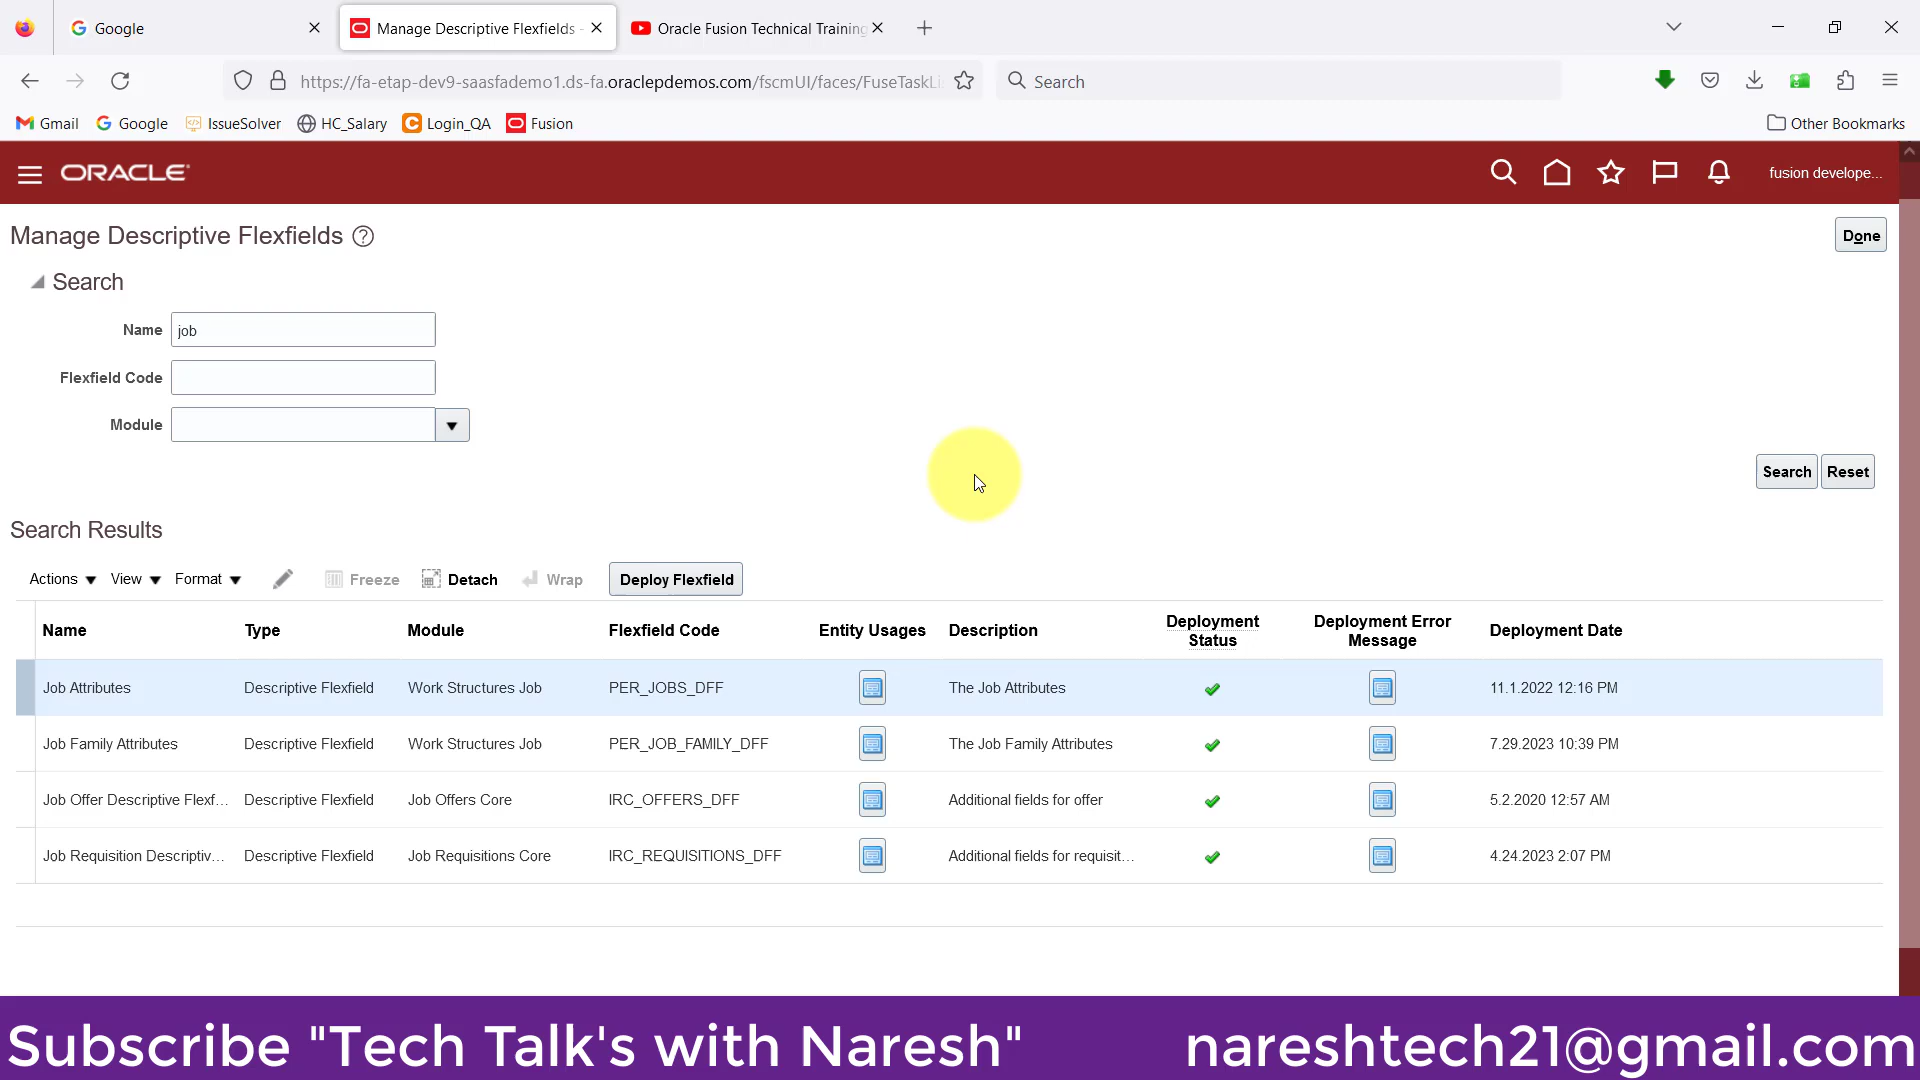 Google
Manage Descriptive Flexfields -
Oracle Fusion Technical Training
https://fa-etap-dev9-saasfademo1.ds-fa.oraclepdemos.com/fscmUI/faces/FuseTaskLi
Search
Gmail
Google
IssueSolver
HC_Salary
Login_QA
Fusion
Other Bookmarks
ORACLE
fusion develope...
Manage Descriptive Flexfields
Done
Search
Name job
Flexfield Code
Module
Search Reset
Search Results
Actions View Format Freeze Detach Wrap Deploy Flexfield
Name Type Module Flexfield Code Entity Usages Description Deployment Status Deployment Error Message Deployment Date
Job Attributes Descriptive Flexfield Work Structures Job PER_JOBS_DFF The Job Attributes 11.1.2022 12:16 PM
Job Family Attributes Descriptive Flexfield Work Structures Job PER_JOB_FAMILY_DFF The Job Family Attributes 7.29.2023 10:39 PM
Job Offer Descriptive Flexf... Descriptive Flexfield Job Offers Core IRC_OFFERS_DFF Additional fields for offer 5.2.2020 12:57 AM
Job Requisition Descriptiv... Descriptive Flexfield Job Requisitions Core IRC_REQUISITIONS_DFF Additional fields for requisit... 4.24.2023 2:07 PM
Subscribe "Tech Talk's with Naresh" nareshtech21@gmail.com